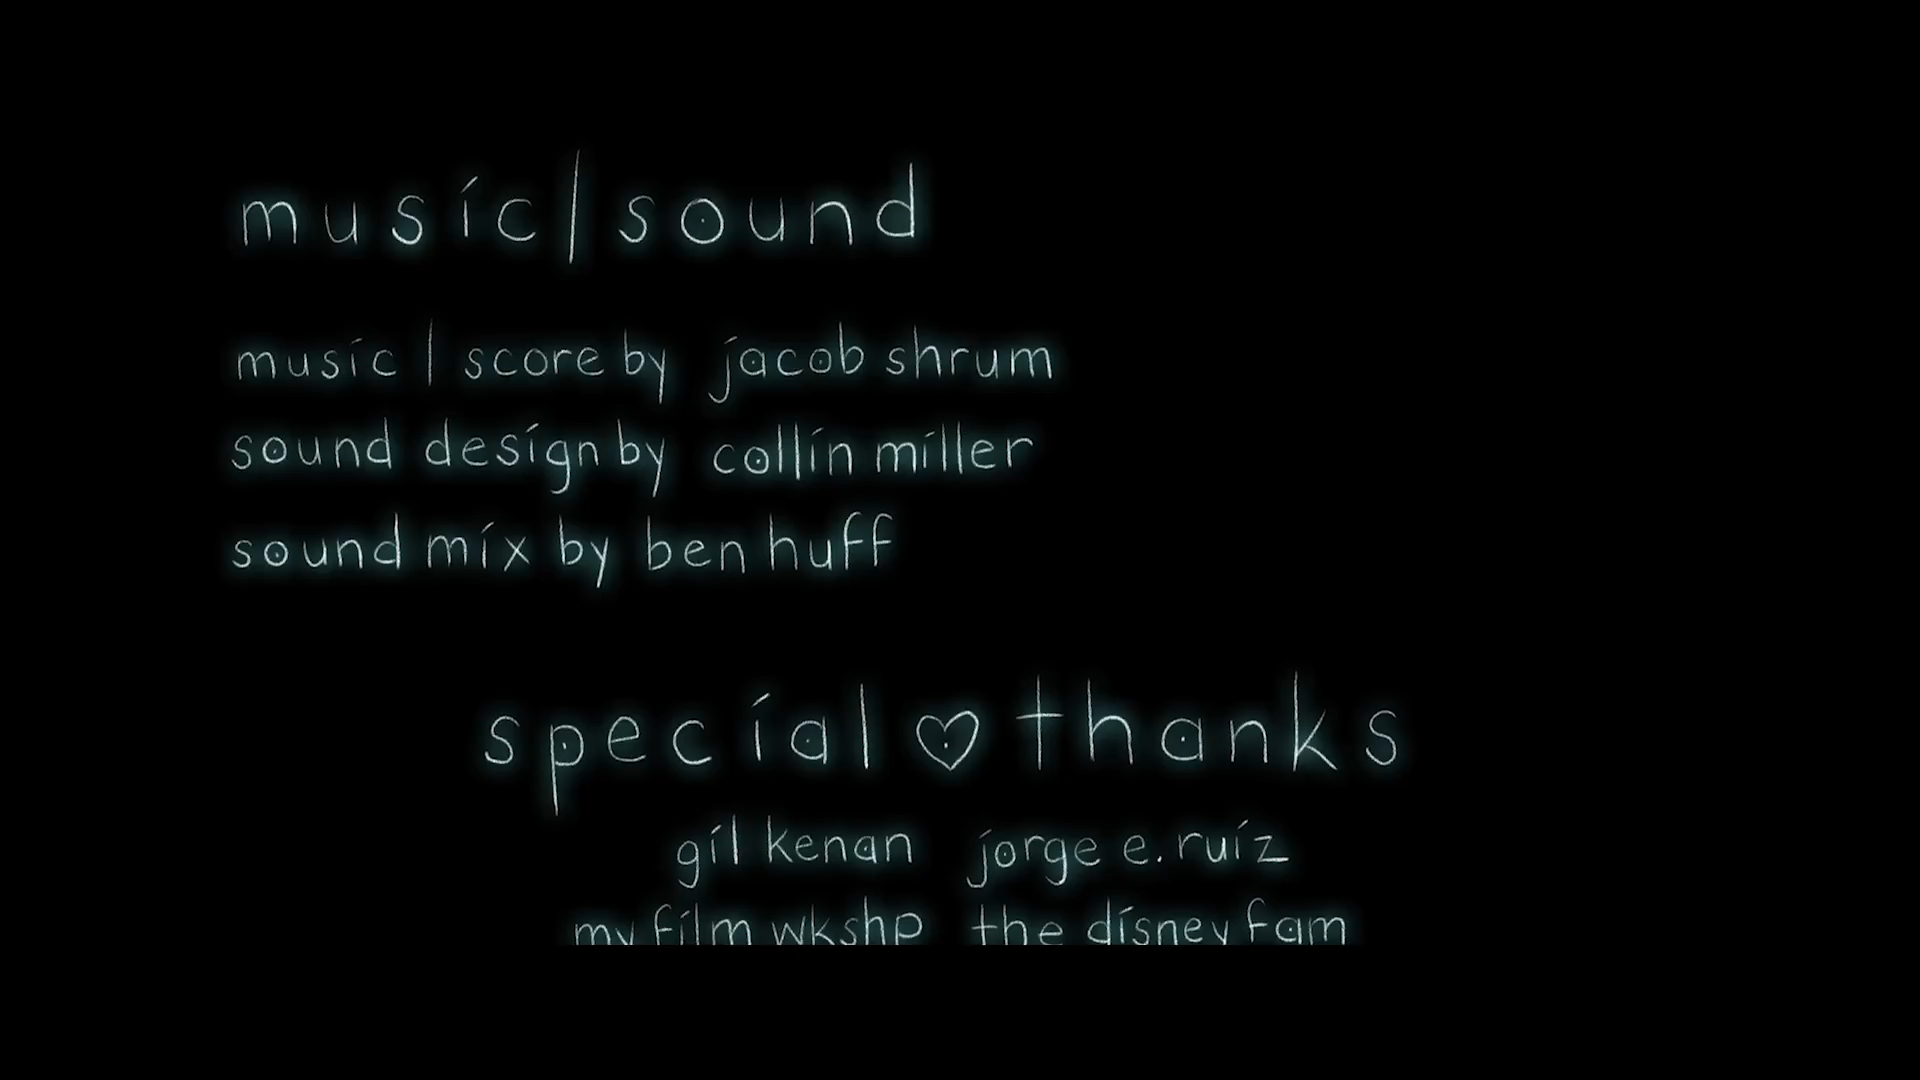 music | sound
music | score by jacob shrum
sound design by collin miller
sound mix by ben huff
special ♡ thanks
gil kenan jorge e. ruiz
my film wkshp the disney fam